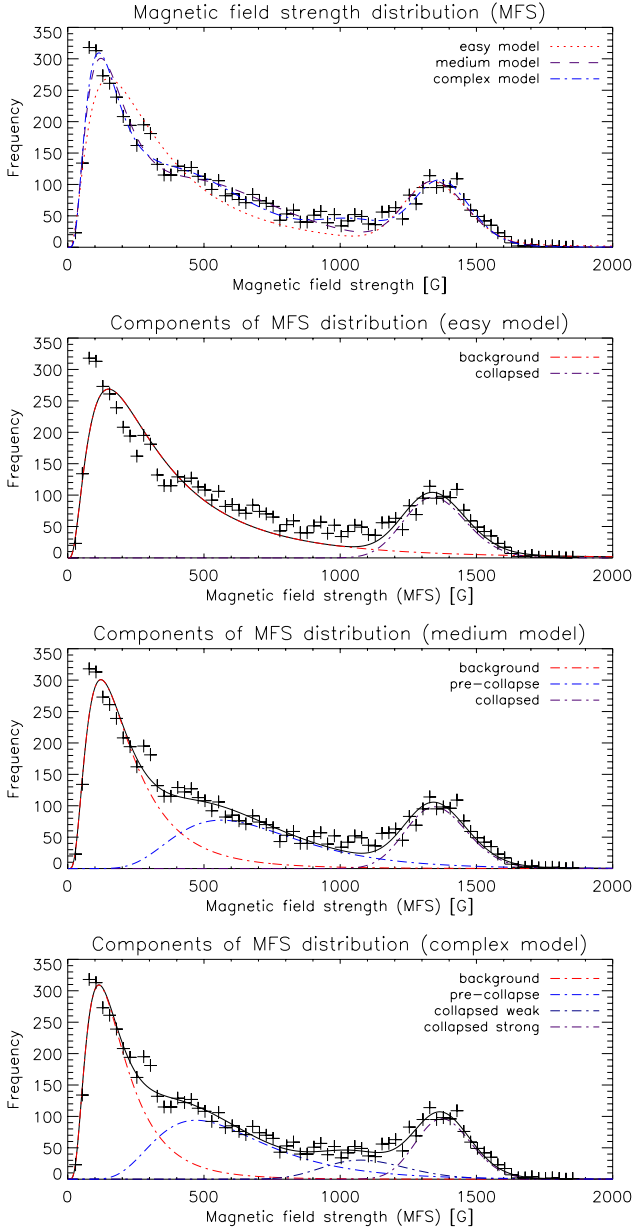 Magnetic field strength distribution (MFS)
350
300
250
200
150
100
50
0
Frequency
easy model
medium model
complex model
0 500 1000 1500 2000
Magnetic field strength [G]
Components of MFS distribution (easy model)
350
300
250
200
150
100
50
0
Frequency
background
collapsed
0 500 1000 1500 2000
Magnetic field strength (MFS) [G]
Components of MFS distribution (medium model)
350
300
250
200
150
100
50
0
Frequency
background
pre-collapse
collapsed
0 500 1000 1500 2000
Magnetic field strength (MFS) [G]
Components of MFS distribution (complex model)
350
300
250
200
150
100
50
0
Frequency
background
pre-collapse
collapsed weak
collapsed strong
0 500 1000 1500 2000
Magnetic field strength (MFS) [G]